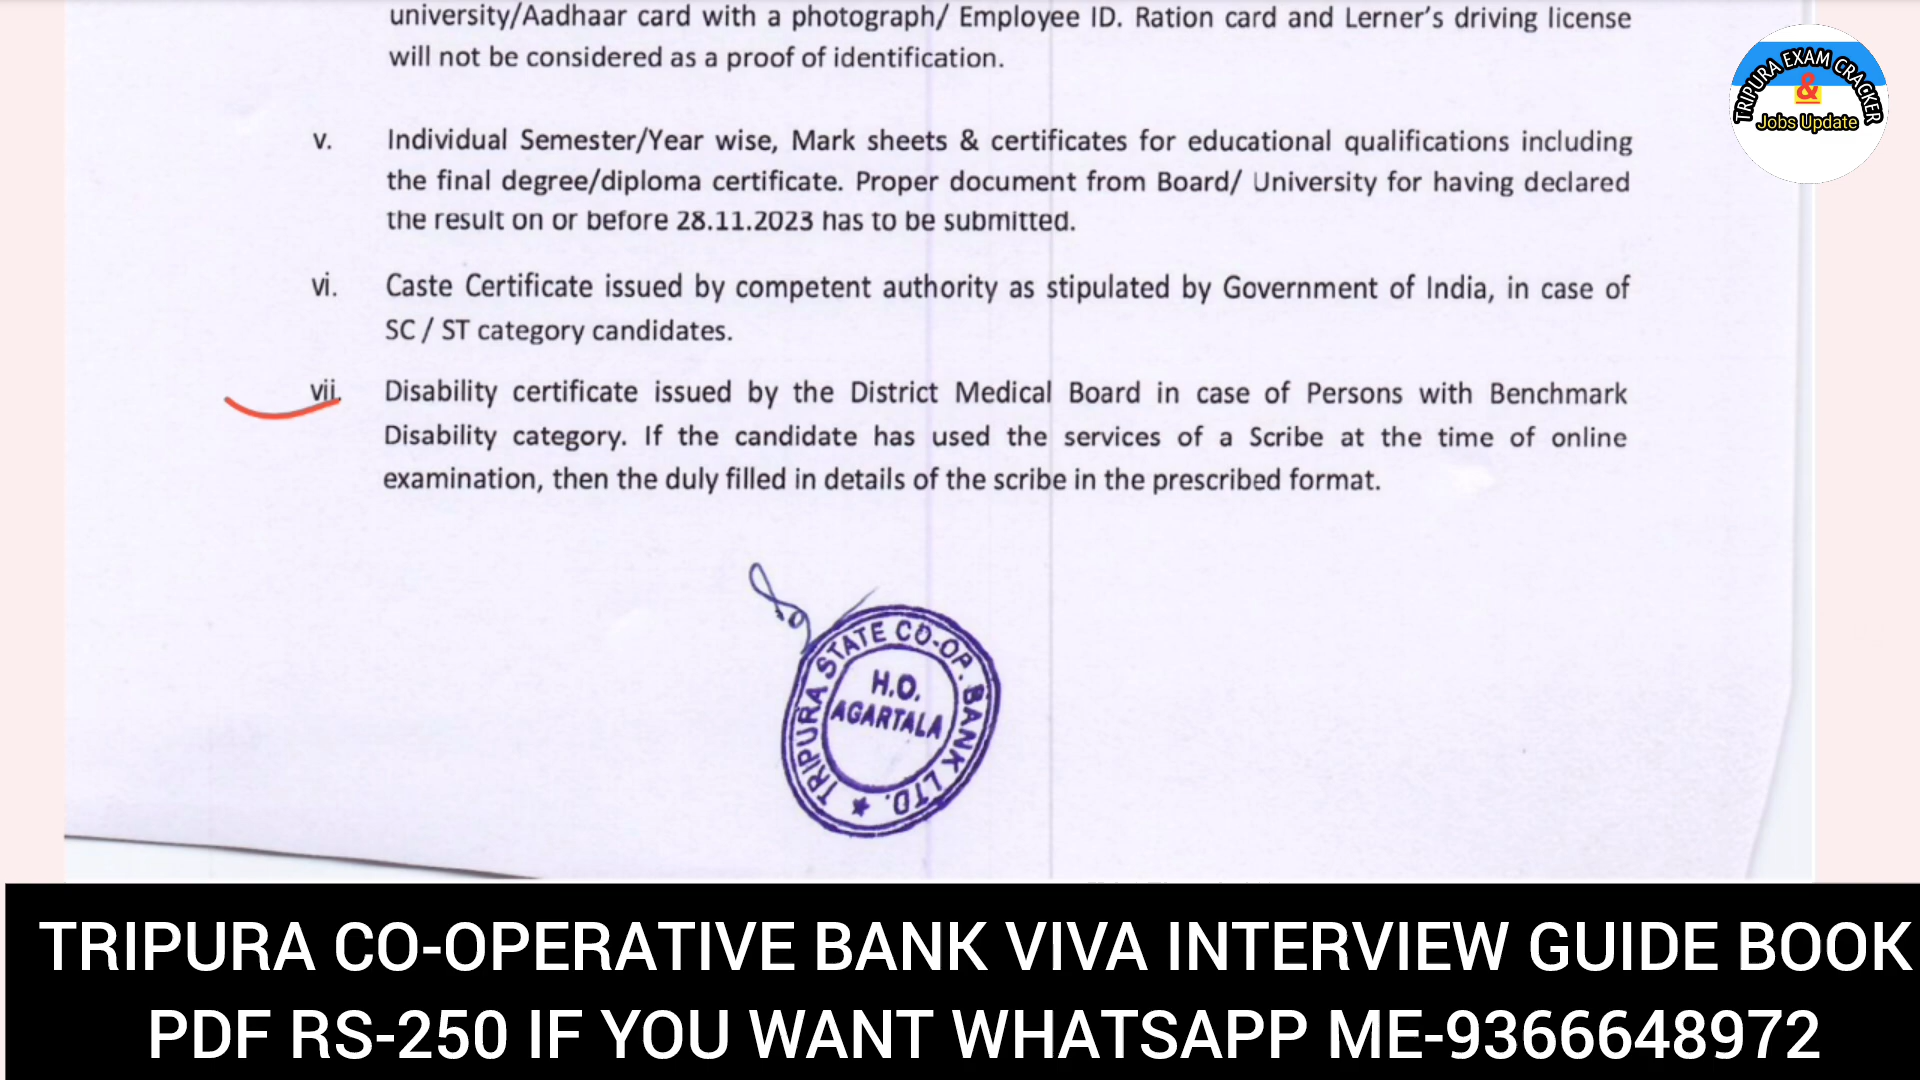 university/Aadhaar card with a photograph/ Employee ID. Ration card and Lerner's driving license
will not be considered as a proof of identification.
v. Individual Semester/Year wise, Mark sheets & certificates for educational qualifications including
the final degree/diploma certificate. Proper document from Board/ University for having declared
the result on or before 28.11.2023 has to be submitted.
vi. Caste Certificate issued by competent authority as stipulated by Government of India, in case of
SC / ST category candidates.
vii. Disability certificate issued by the District Medical Board in case of Persons with Benchmark
Disability category. If the candidate has used the services of a Scribe at the time of online
examination, then the duly filled in details of the scribe in the prescribed format.
TRIPURA STATE CO-OP. BANK LTD. ★
H.O.
AGARTALA
TRIPURA EXAM CRACKER
&
Jobs Update
TRIPURA CO-OPERATIVE BANK VIVA INTERVIEW GUIDE BOOK
PDF RS-250 IF YOU WANT WHATSAPP ME-9366648972